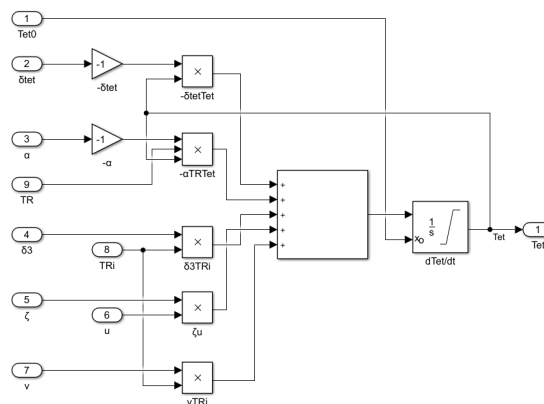 1
Tet0
2
δtet
-1
-δtet
×
-δtetTet
3
α
-1
-α
×
-αTRTet
9
TR
+
+
+
+
+
1
s
xo
dTet/dt
Tet
1
Tet
4
δ3
8
TRi
×
δ3TRi
5
ζ
6
u
×
ζu
7
v
×
vTRi